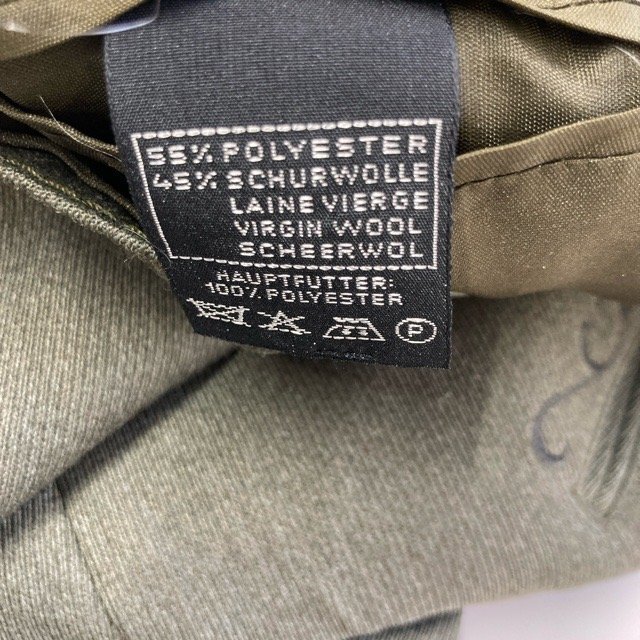 55% POLYESTER
45% SCHURWOLLE
LAINE VIERGE
VIRGIN WOOL
SCHEERWOL
HAUPTFUTTER:
100% POLYESTER
P